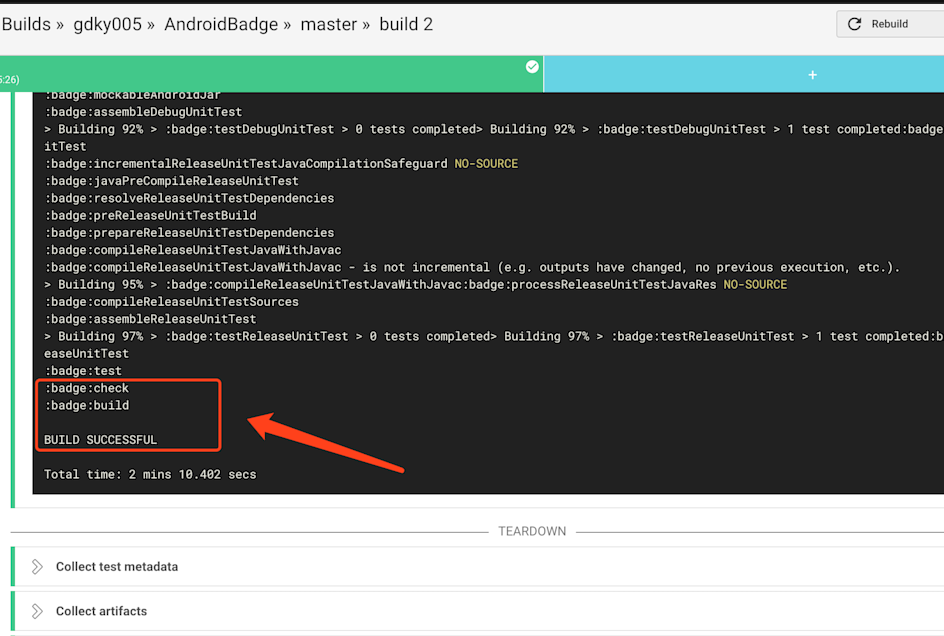 Builds » gdky005 » AndroidBadge » master » build 2
Rebuild
5:26)
+
:badge:mockableAndroidJar
:badge:assembleDebugUnitTest
> Building 92% > :badge:testDebugUnitTest > 0 tests completed> Building 92% > :badge:testDebugUnitTest > 1 test completed:badge
itTest
:badge:incrementalReleaseUnitTestJavaCompilationSafeguard NO-SOURCE
:badge:javaPreCompileReleaseUnitTest
:badge:resolveReleaseUnitTestDependencies
:badge:preReleaseUnitTestBuild
:badge:prepareReleaseUnitTestDependencies
:badge:compileReleaseUnitTestJavaWithJavac
:badge:compileReleaseUnitTestJavaWithJavac - is not incremental (e.g. outputs have changed, no previous execution, etc.).
> Building 95% > :badge:compileReleaseUnitTestJavaWithJavac:badge:processReleaseUnitTestJavaRes NO-SOURCE
:badge:compileReleaseUnitTestSources
:badge:assembleReleaseUnitTest
> Building 97% > :badge:testReleaseUnitTest > 0 tests completed> Building 97% > :badge:testReleaseUnitTest > 1 test completed:b
easeUnitTest
:badge:test
:badge:check
:badge:build
BUILD SUCCESSFUL
Total time: 2 mins 10.402 secs
TEARDOWN
Collect test metadata
Collect artifacts